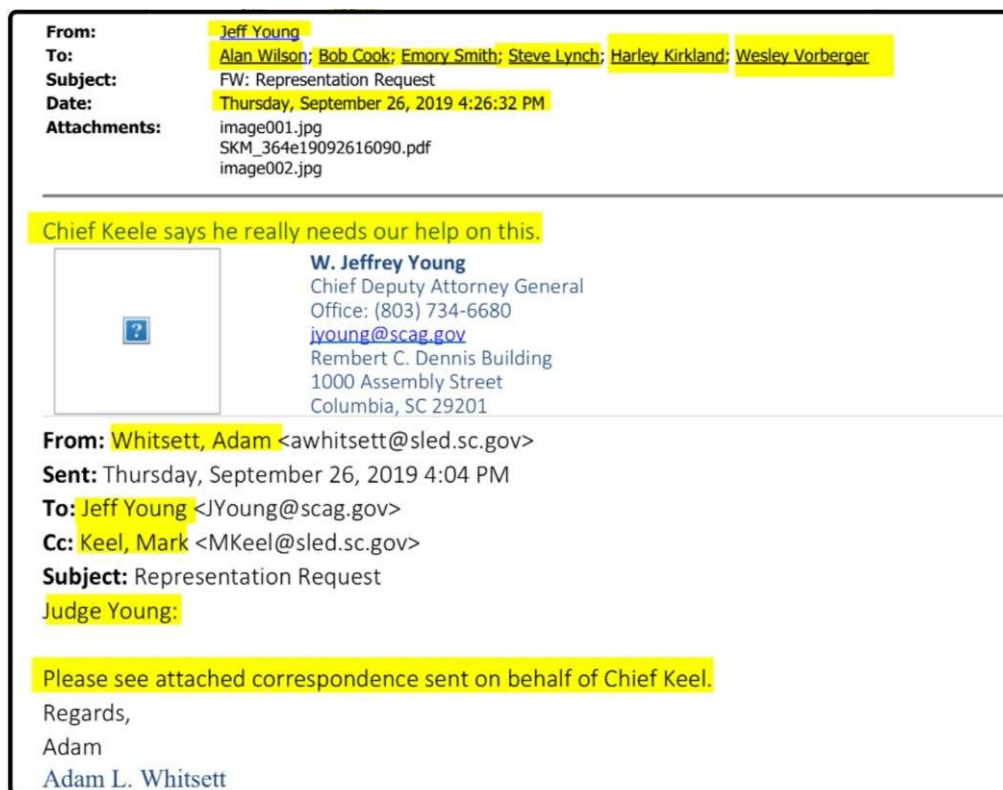 From: Jeff Young
To: Alan Wilson; Bob Cook; Emory Smith; Steve Lynch; Harley Kirkland; Wesley Vorberger
Subject: FW: Representation Request
Date: Thursday, September 26, 2019 4:26:32 PM
Attachments: image001.jpg
SKM_364e19092616090.pdf
image002.jpg
Chief Keele says he really needs our help on this.
W. Jeffrey Young
Chief Deputy Attorney General
Office: (803) 734-6680
jyoung@scag.gov
Rembert C. Dennis Building
1000 Assembly Street
Columbia, SC 29201
From: Whitsett, Adam <awhitsett@sled.sc.gov>
Sent: Thursday, September 26, 2019 4:04 PM
To: Jeff Young <JYoung@scag.gov>
Cc: Keel, Mark <MKeel@sled.sc.gov>
Subject: Representation Request
Judge Young:
Please see attached correspondence sent on behalf of Chief Keel.
Regards,
Adam
Adam L. Whitsett